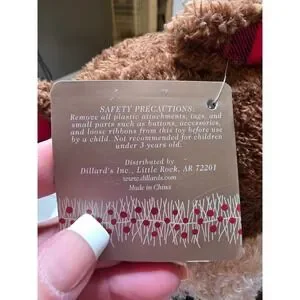 SAFETY PRECAUTIONS:
Remove all plastic attachments, tags, and
small parts such as buttons, accessories,
and loose ribbons from this toy before use
by a child. Not recommended for children
under 3 years old.
Distributed by
Dillard's Inc., Little Rock, AR 72201
www.dillards.com
Made in China